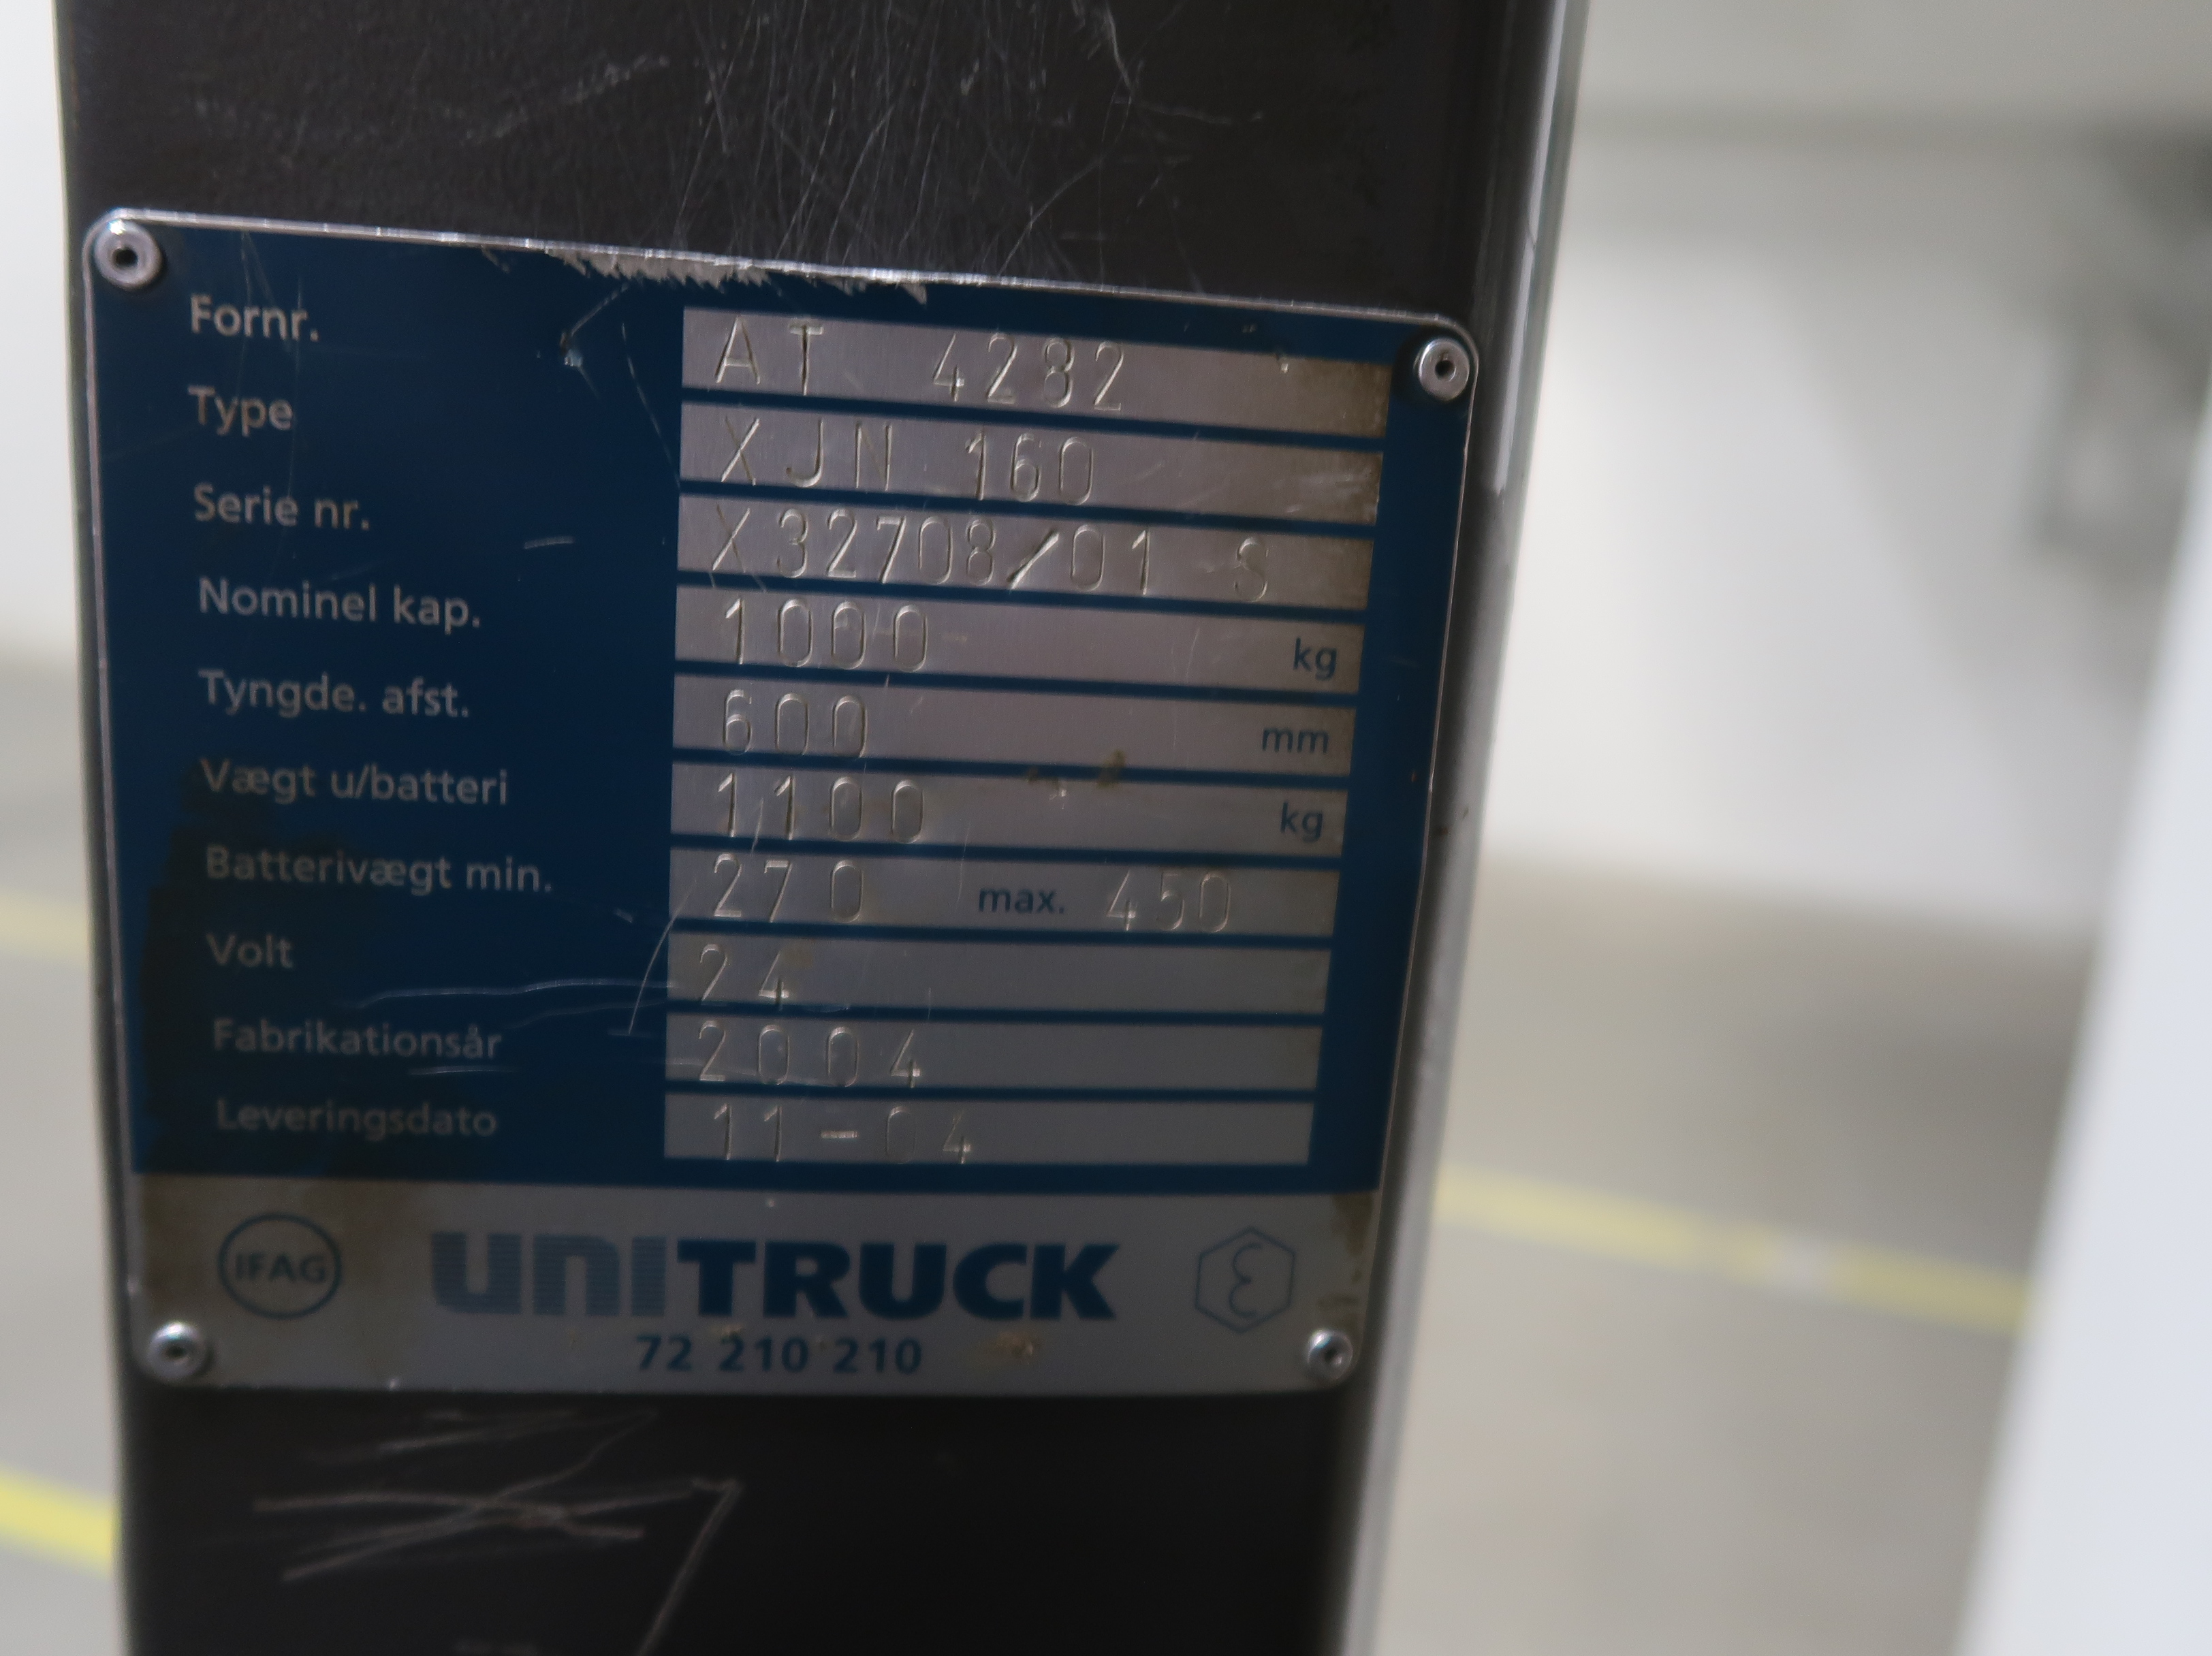 Fornr. AT 4282
Type XJN 160
Serie nr. X32708/01 S
Nominel kap. 1000 kg
Tyngde. afst. 600 mm
Vægt u/batteri 1100 kg
Batterivægt min. 270 max. 450
Volt 24
Fabrikationsår 2004
Leveringsdato 11-04
IFAG UNITRUCK
72 210 210